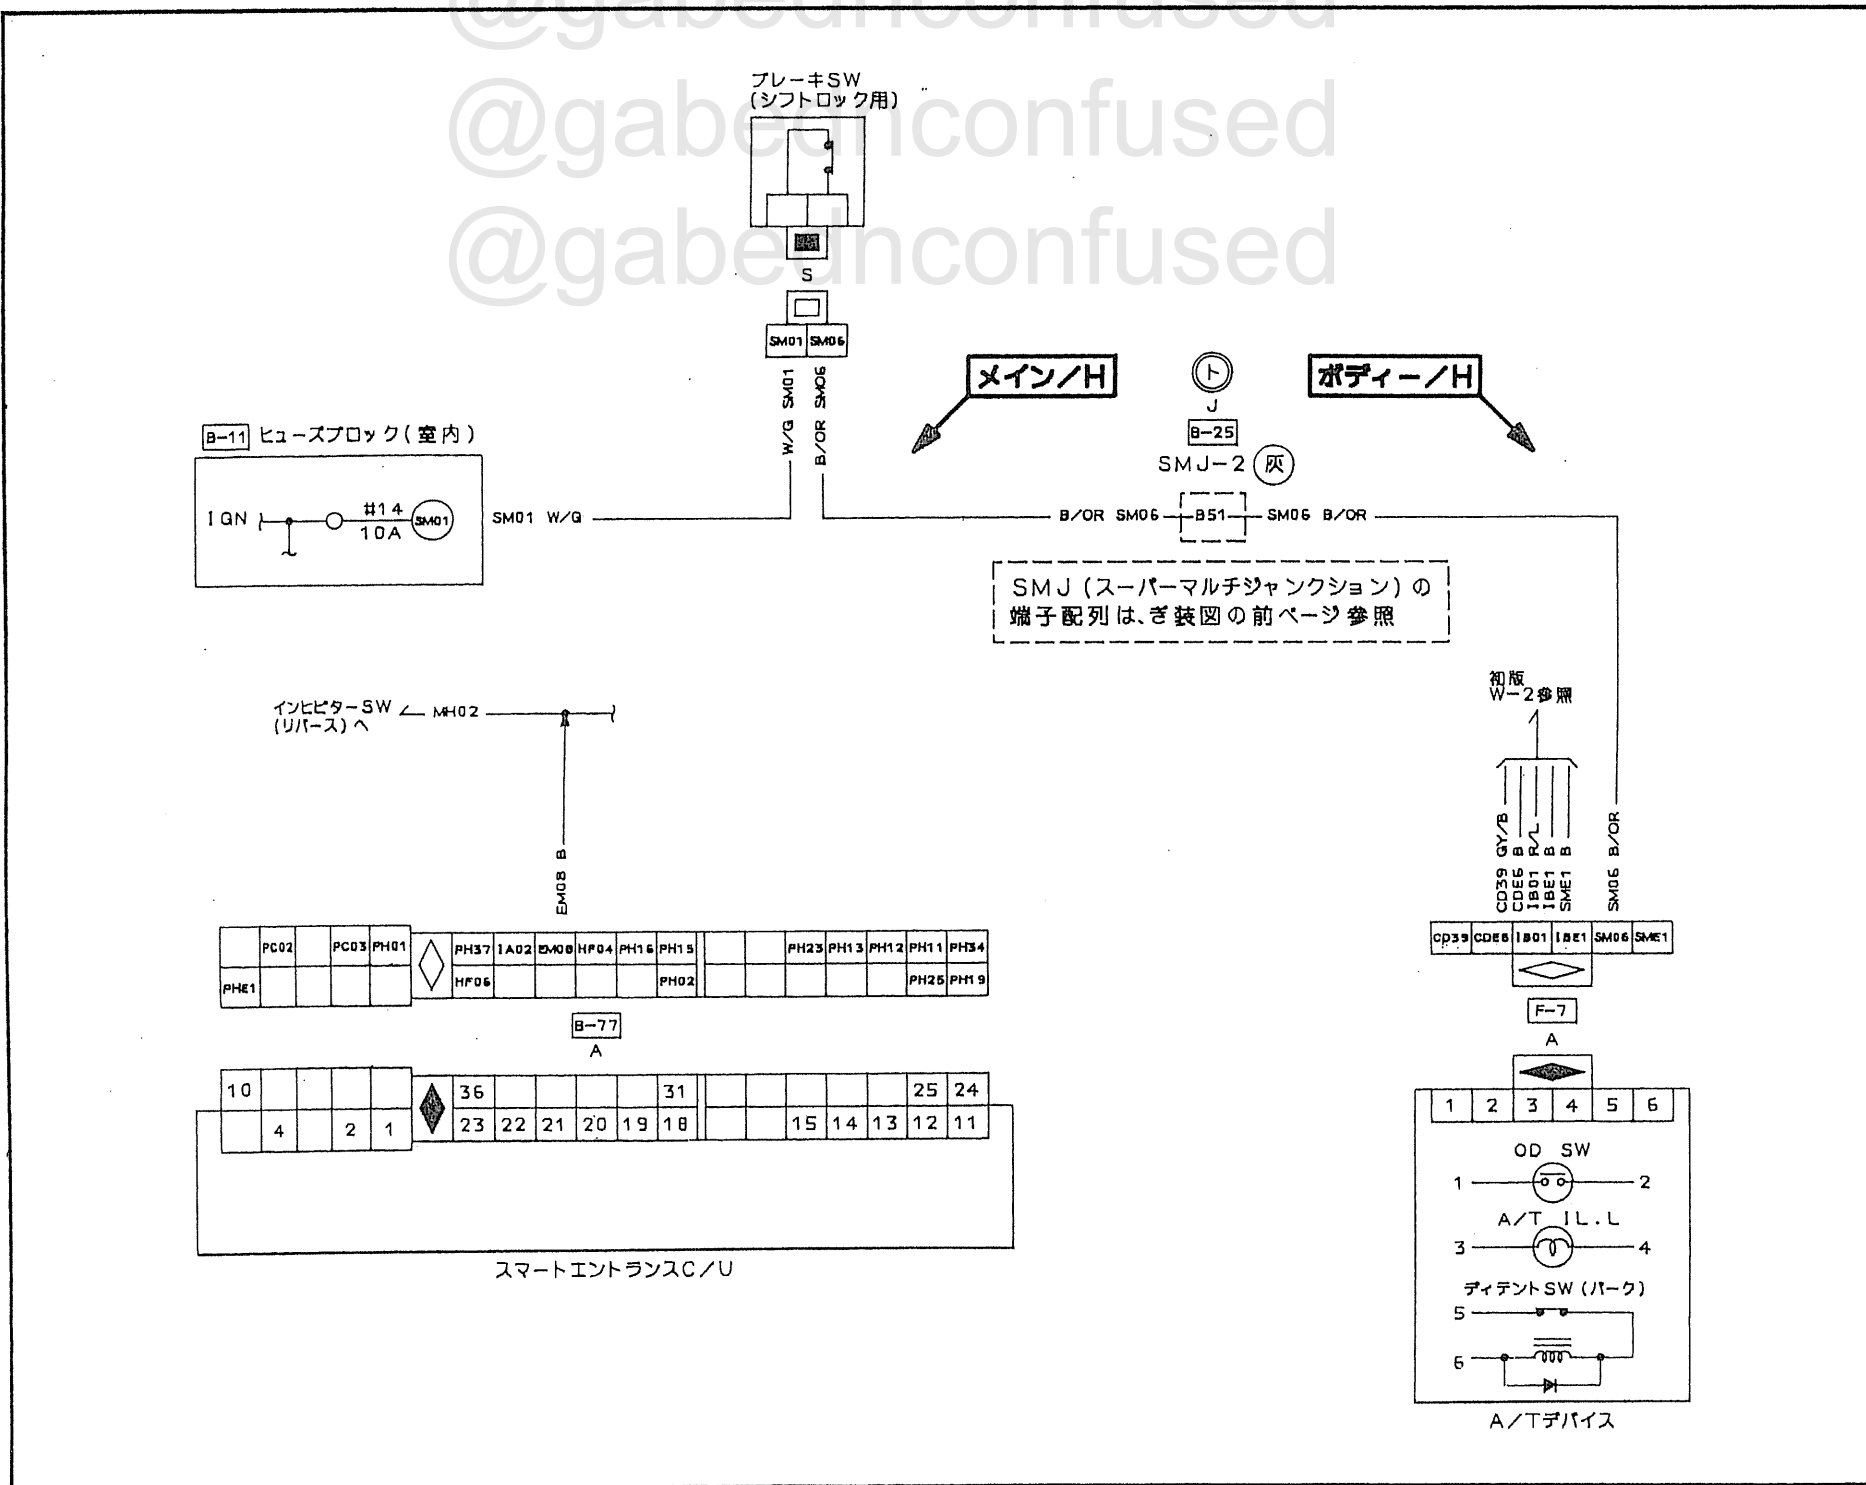 @gabednconfused
ブレーキSW
(シフトロック用)
@gabednconfused
@gabednconfused
S
SM01 SM06
W/G SM01
B/OR SM06
メイン/H
ト
ボディー/H
J
B-25
SMJ-2 灰
B-11 ヒューズブロック(室内)
IGN #14 10A SM01
SM01 W/G
B/OR SM06 B51 SM06 B/OR
SMJ(スーパーマルチジャンクション)の
端子配列は、ぎ装図の前ページ参照
初版
W-2参照
インヒビターSW
(リバース)へ
MH02
EM08 B
CD39 GY/B
CDE6 B
IB01 R/L
IBE1 B
SME1 B
SM06 B/OR
PC02 PC03 PH01 PH37 IA02 EM08 HF04 PH16 PH15 PH23 PH13 PH12 PH11 PH34
PHE1 HF06 PH02 PH25 PH19
B-77
A
10 36 31 25 24
4 2 1 23 22 21 20 19 18 15 14 13 12 11
スマートエントランスC/U
CD39 CDE6 IB01 IBE1 SM06 SME1
F-7
A
1 2 3 4 5 6
OD SW
1 2
A/T IL.L
3 4
ディテントSW(パーク)
5
6
A/Tデバイス